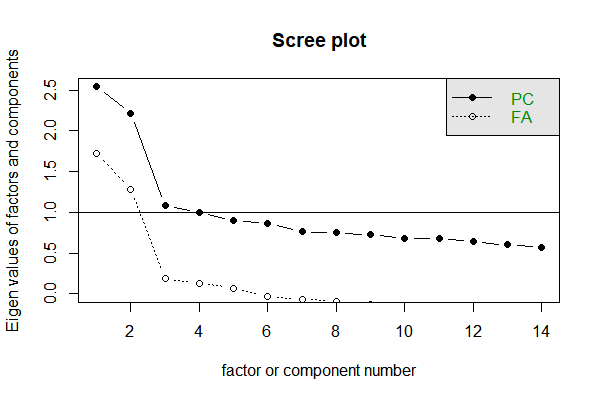 Scree plot
PC
FA
Eigen values of factors and components
2.5
2.0
1.5
1.0
0.5
0.0
2 4 6 8 10 12 14
factor or component number